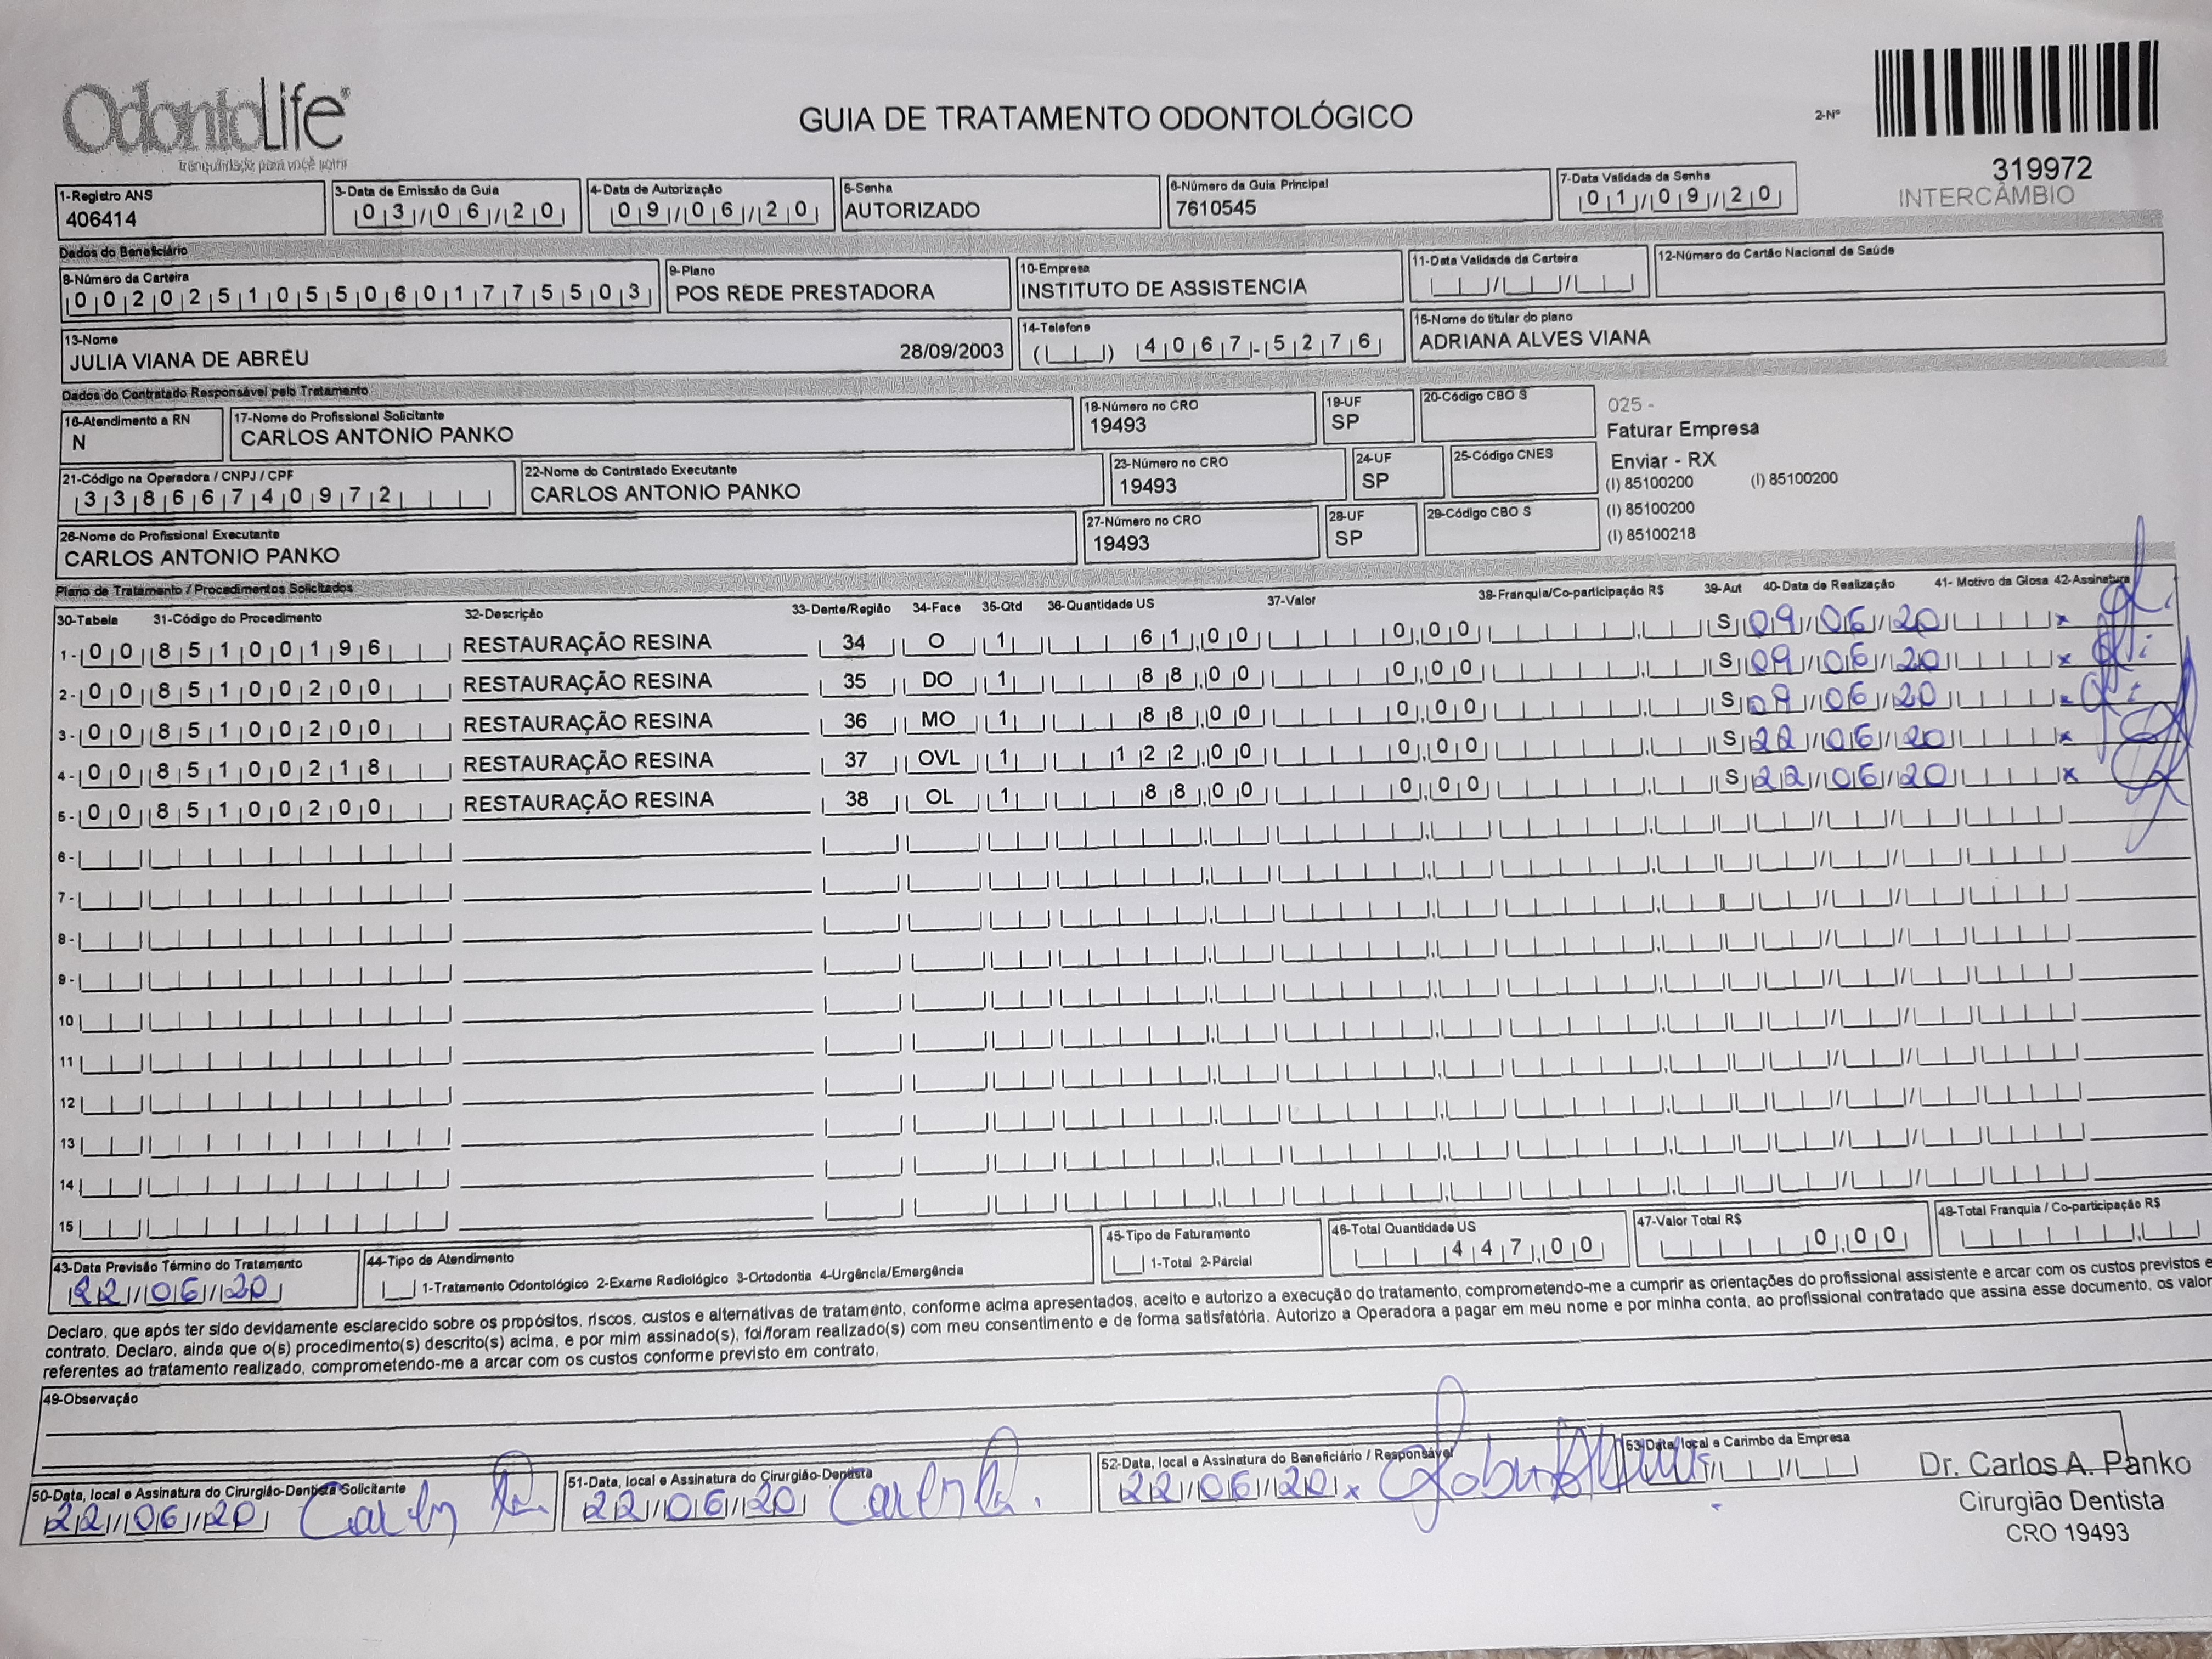 OdontoLife
Tranquilidade para você sorrir
GUIA DE TRATAMENTO ODONTOLÓGICO
2-Nº
319972
INTERCÂMBIO
1-Registro ANS
406414
3-Data de Emissão da Guia
03/06/20
4-Data de Autorização
09/06/20
5-Senha
AUTORIZADO
6-Número da Guia Principal
7610545
7-Data Validade da Senha
01/09/20
Dados do Beneficiário
8-Número da Carteira
00202510550601775503
9-Plano
POS REDE PRESTADORA
10-Empresa
INSTITUTO DE ASSISTENCIA
11-Data Validade da Carteira
12-Número do Cartão Nacional de Saúde
13-Nome
JULIA VIANA DE ABREU 28/09/2003
14-Telefone
( ) 4067-5276
15-Nome do titular do plano
ADRIANA ALVES VIANA
Dados do Contratado Responsável pelo Tratamento
16-Atendimento a RN
N
17-Nome do Profissional Solicitante
CARLOS ANTONIO PANKO
18-Número no CRO
19493
19-UF
SP
20-Código CBO S
025 -
Faturar Empresa
Enviar - RX
(I) 85100200 (I) 85100200
(I) 85100200
(I) 85100218
21-Código na Operadora / CNPJ / CPF
33866740972
22-Nome do Contratado Executante
CARLOS ANTONIO PANKO
23-Número no CRO
19493
24-UF
SP
25-Código CNES
26-Nome do Profissional Executante
CARLOS ANTONIO PANKO
27-Número no CRO
19493
28-UF
SP
29-Código CBO S
Plano de Tratamento / Procedimentos Solicitados
30-Tabela 31-Código do Procedimento 32-Descrição 33-Dente/Região 34-Face 35-Qtd 36-Quantidade US 37-Valor 38-Franquia/Co-participação R$ 39-Aut 40-Data de Realização 41- Motivo da Glosa 42-Assinatura
1- 00 85100196 RESTAURAÇÃO RESINA 34 O 1 61,00 0,00 S 09/06/20 x
2- 00 85100200 RESTAURAÇÃO RESINA 35 DO 1 88,00 0,00 S 09/06/20 x
3- 00 85100200 RESTAURAÇÃO RESINA 36 MO 1 88,00 0,00 S 09/06/20 x
4- 00 85100218 RESTAURAÇÃO RESINA 37 OVL 1 122,00 0,00 S 22/06/20 x
5- 00 85100200 RESTAURAÇÃO RESINA 38 OL 1 88,00 0,00 S 22/06/20 x
6-
7-
8-
9-
10
11
12
13
14
15
43-Data Previsão Término do Tratamento
22/06/20
44-Tipo de Atendimento
1-Tratamento Odontológico 2-Exame Radiológico 3-Ortodontia 4-Urgência/Emergência
45-Tipo de Faturamento
1-Total 2-Parcial
46-Total Quantidade US
447,00
47-Valor Total R$
0,00
48-Total Franquia / Co-participação R$
Declaro, que após ter sido devidamente esclarecido sobre os propósitos, riscos, custos e alternativas de tratamento, conforme acima apresentados, aceito e autorizo a execução do tratamento, comprometendo-me a cumprir as orientações do profissional assistente e arcar com os custos previstos e
contrato. Declaro, ainda que o(s) procedimento(s) descrito(s) acima, e por mim assinado(s), foi/foram realizado(s) com meu consentimento e de forma satisfatória. Autorizo a Operadora a pagar em meu nome e por minha conta, ao profissional contratado que assina esse documento, os valor
referentes ao tratamento realizado, comprometendo-me a arcar com os custos conforme previsto em contrato.
49-Observação
50-Data, local e Assinatura do Cirurgião-Dentista Solicitante
22/06/20
51-Data, local e Assinatura do Cirurgião-Dentista
22/06/20
52-Data, local e Assinatura do Beneficiário / Responsável
22/06/20 x
53-Data, local e Carimbo da Empresa
Dr. Carlos A. Panko
Cirurgião Dentista
CRO 19493